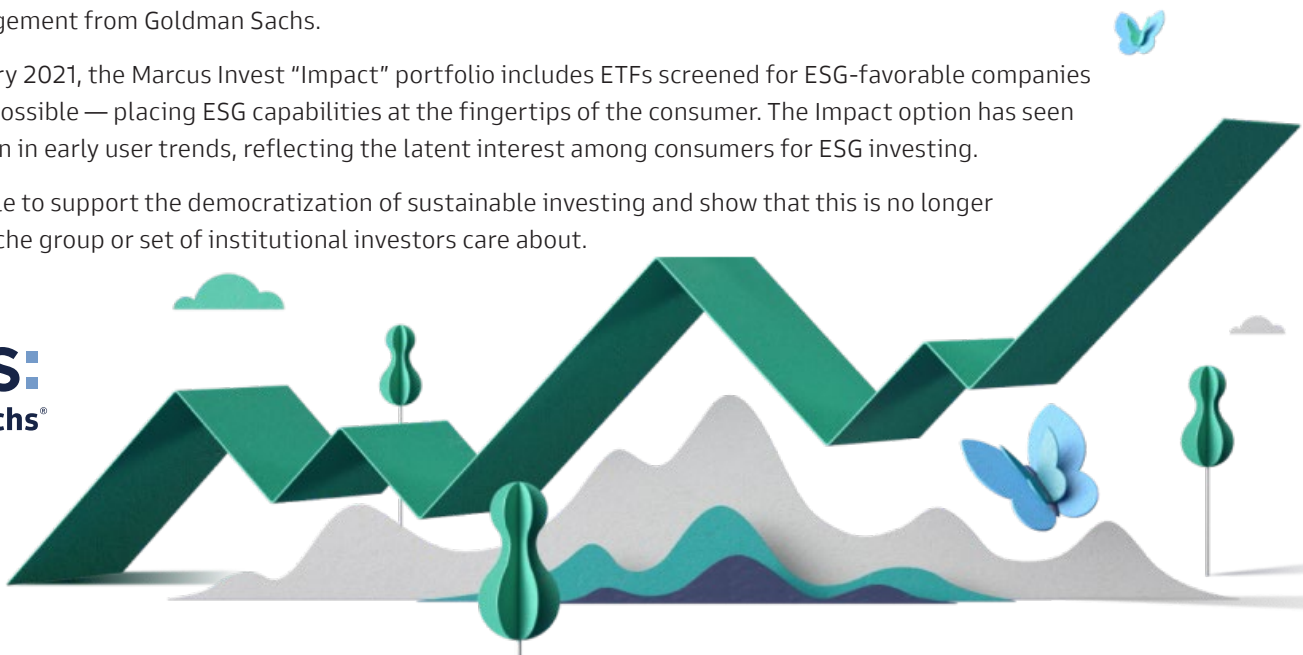 gement from Goldman Sachs.
ry 2021, the Marcus Invest “Impact” portfolio includes ETFs screened for ESG-favorable companies
ossible — placing ESG capabilities at the fingertips of the consumer. The Impact option has seen
n in early user trends, reflecting the latent interest among consumers for ESG investing.
le to support the democratization of sustainable investing and show that this is no longer
che group or set of institutional investors care about.
s:
chs®